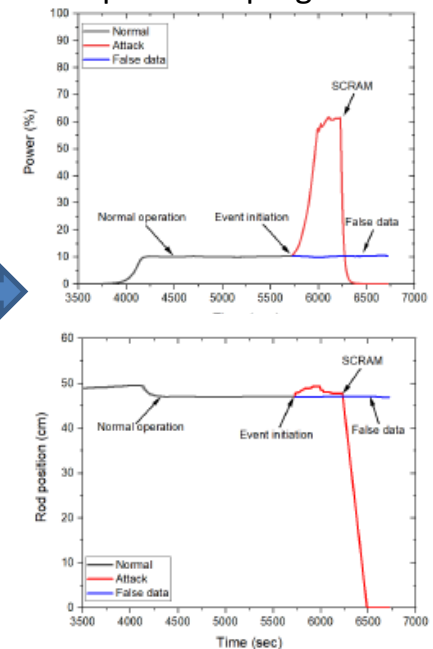 100
90
80
70
60
50
40
30
20
10
0
Power (%)
Normal
Attack
False data
SCRAM
Normal operation
Event initiation
False data
3500 4000 4500 5000 5500 6000 6500 7000
60
50
40
30
20
10
0
Rod position (cm)
SCRAM
Normal operation
Event initiation
False data
Normal
Attack
False data
3500 4000 4500 5000 5500 6000 6500 7000
Time (sec)